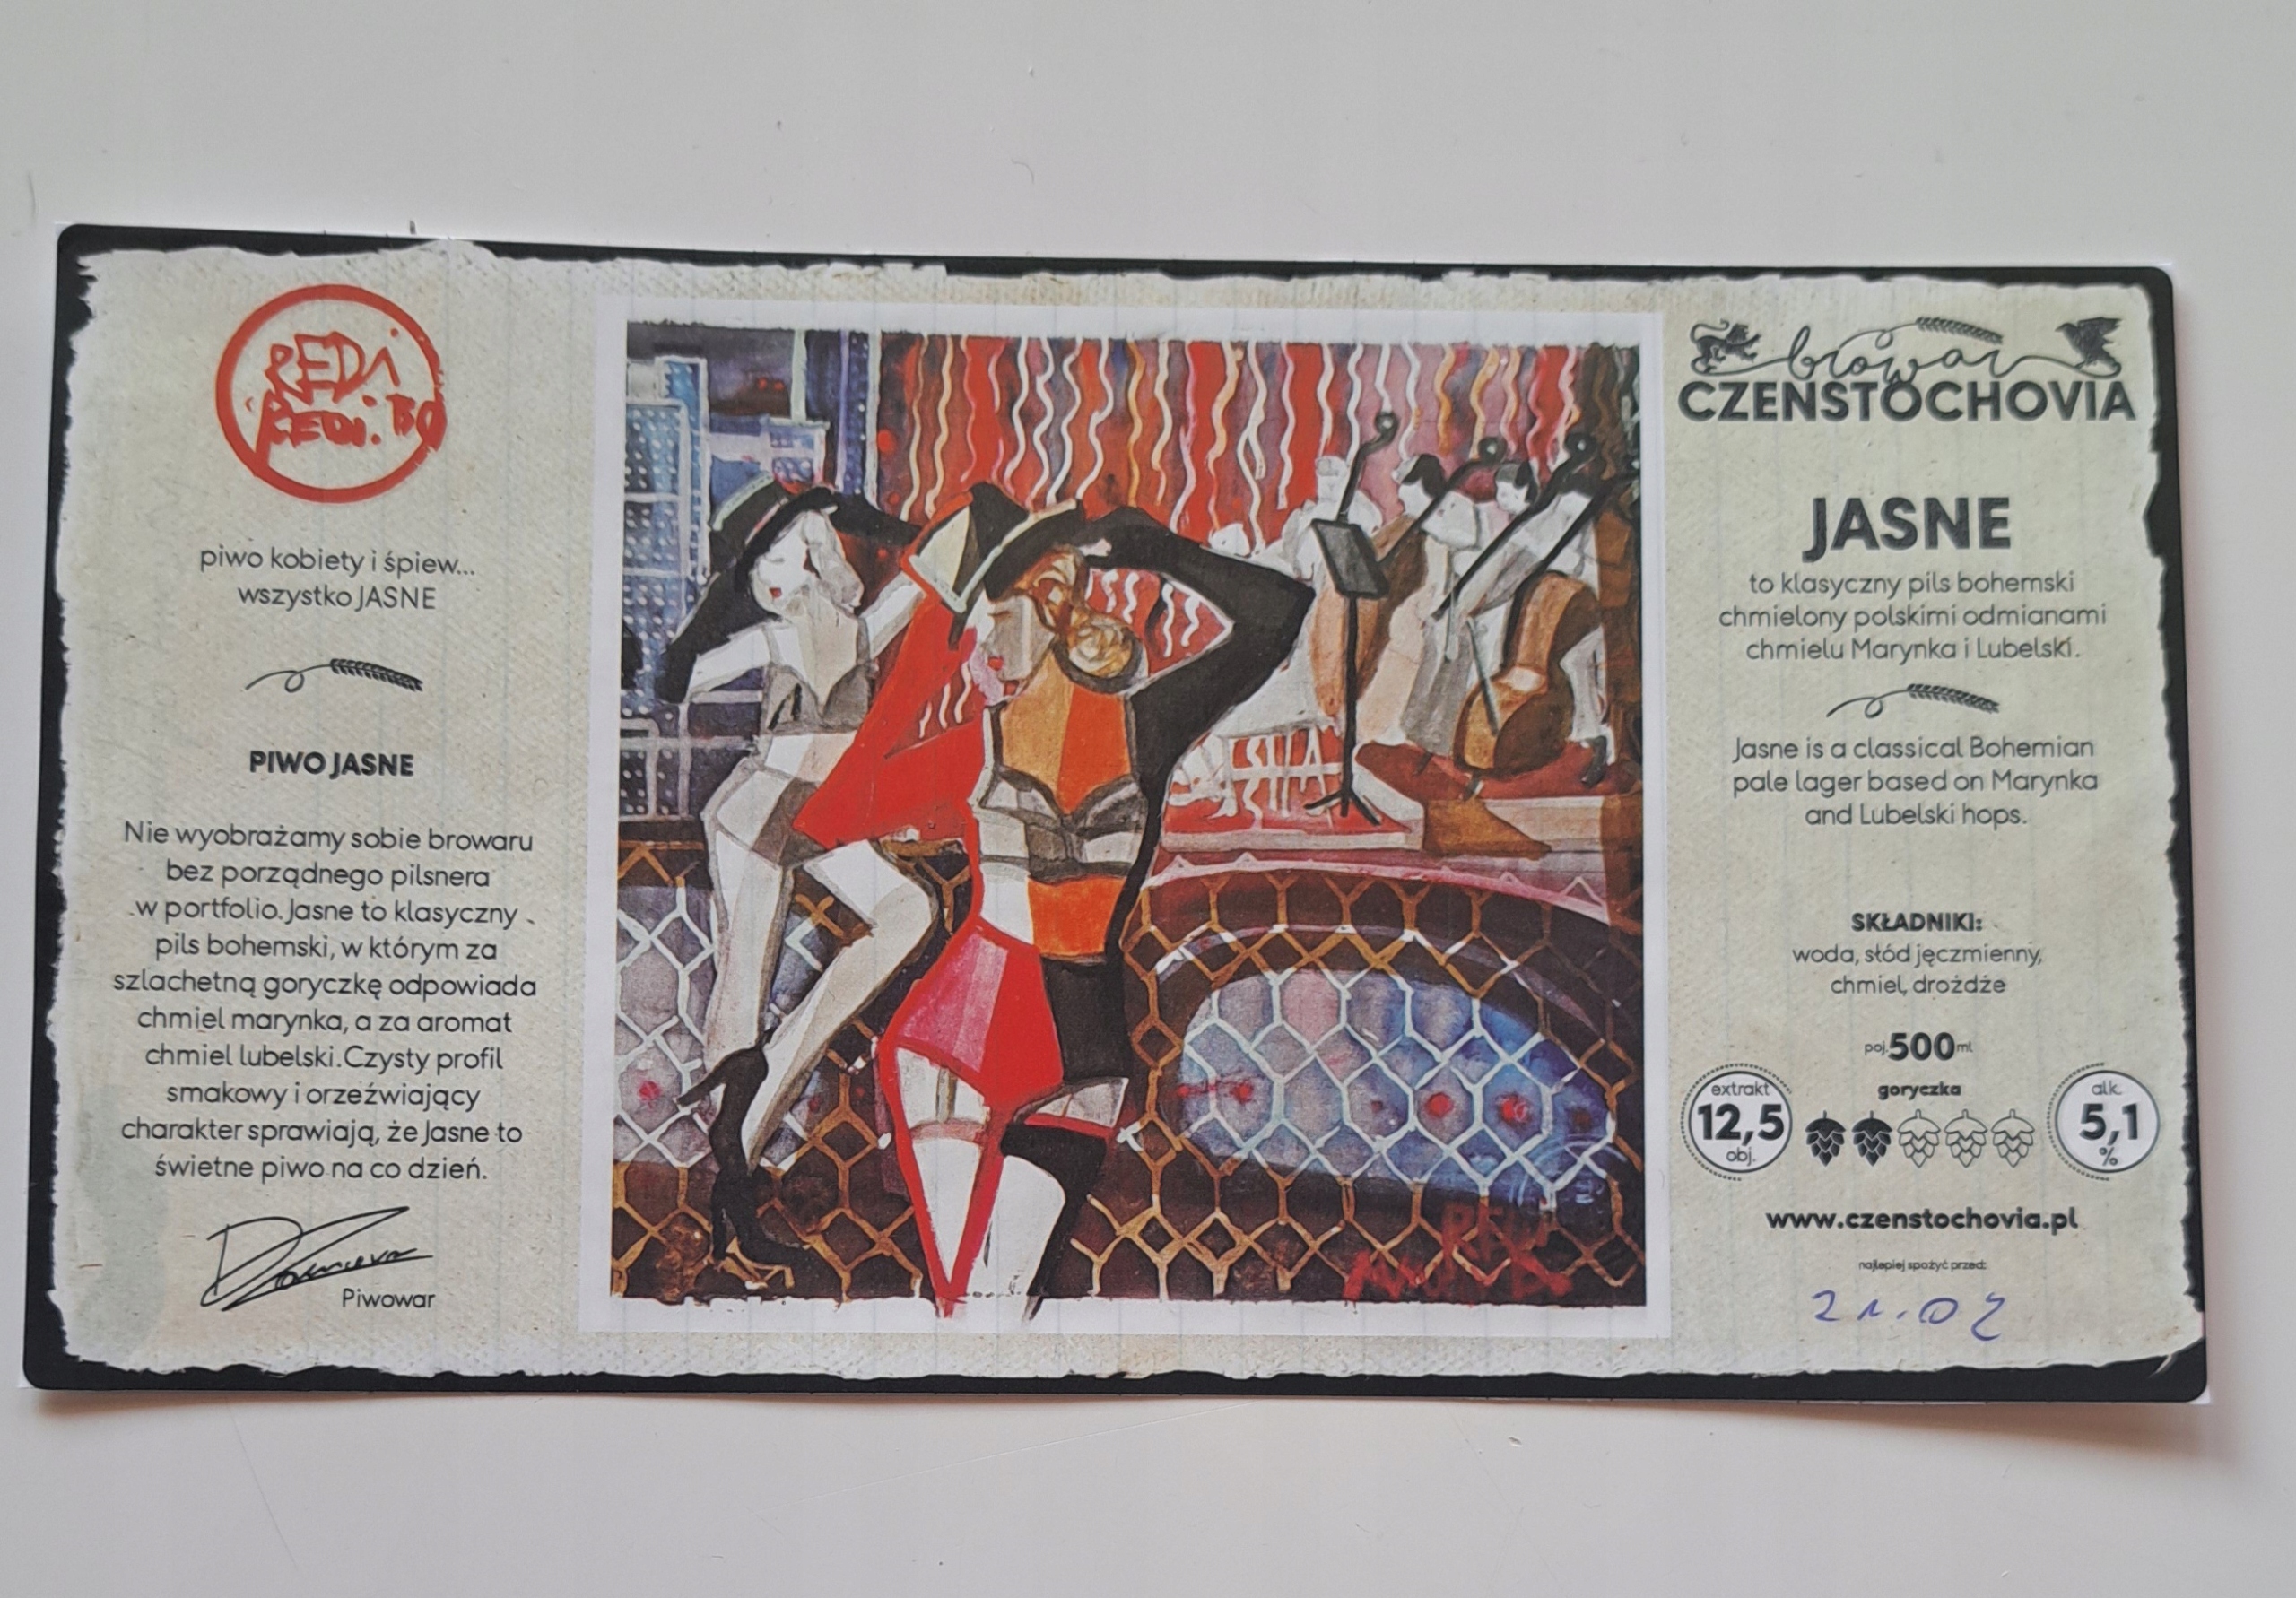 REDA
REDI. BØ
piwo kobiety i śpiew...
wszystko JASNE
PIWO JASNE
Nie wyobrażamy sobie browaru
bez porządnego pilsnera
w portfolio. Jasne to klasyczny
pils bohemski, w którym za
szlachetną goryczkę odpowiada
chmiel marynka, a za aromat
chmiel lubelski. Czysty profil
smakowy i orzeźwiający
charakter sprawiają, że Jasne to
świetne piwo na co dzień.
Piwowar
browar
CZENSTOCHOVIA
JASNE
to klasyczny pils bohemski
chmielony polskimi odmianami
chmielu Marynka i Lubelski.
Jasne is a classical Bohemian
pale lager based on Marynka
and Lubelski hops.
SKŁADNIKI:
woda, słód jęczmienny,
chmiel, drożdże
poj. 500 ml
goryczka
extrakt
12,5
obj.
alk.
5,1
%
www.czenstochovia.pl
najlepiej spożyć przed:
21.02